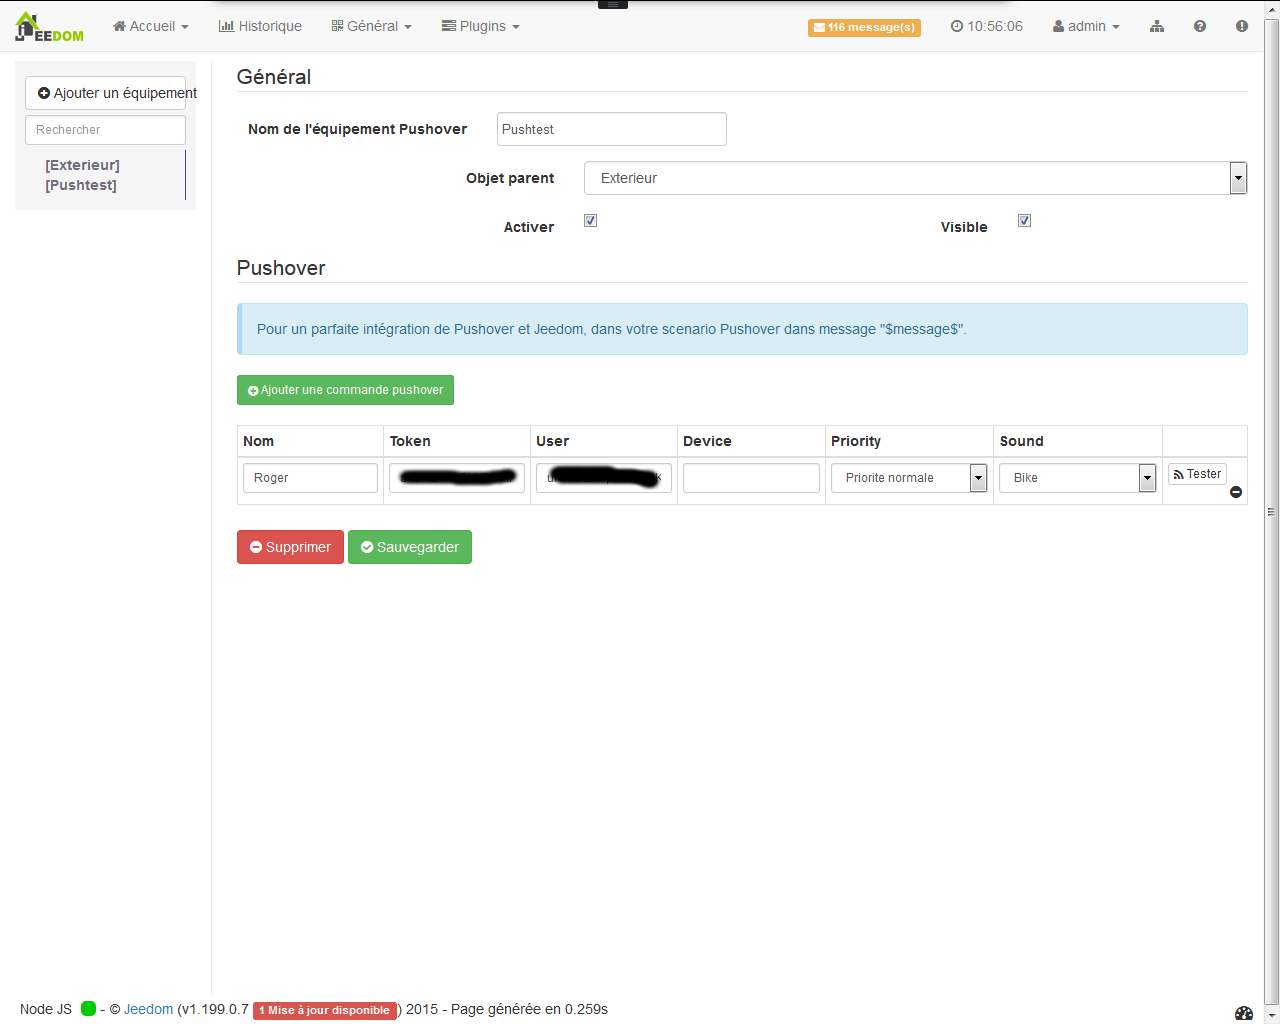 JEEDOM Accueil Historique Général Plugins 116 message(s) 10:56:06 admin
Ajouter un équipement
Rechercher
[Exterieur]
[Pushtest]
Général
Nom de l'équipement Pushover Pushtest
Objet parent Exterieur
Activer Visible
Pushover
Pour un parfaite intégration de Pushover et Jeedom, dans votre scenario Pushover dans message "$message$".
Ajouter une commande pushover
Nom Token User Device Priority Sound
Roger Priorite normale Bike Tester
Supprimer Sauvegarder
Node JS - © Jeedom (v1.199.0.7 1 Mise à jour disponible ) 2015 - Page générée en 0.259s